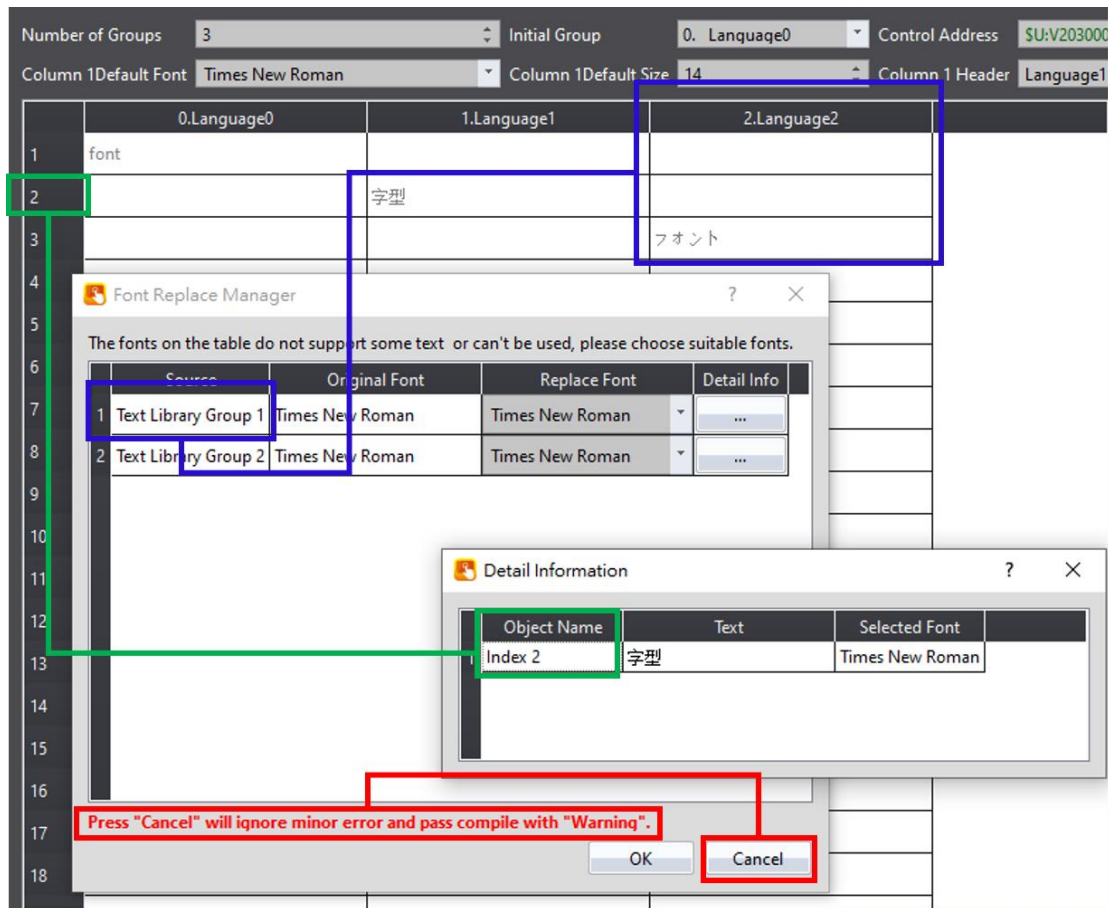 Number of Groups 3 Initial Group 0. Language0 Control Address $U:V203000
Column 1Default Font Times New Roman Column 1Default Size 14 Column 1 Header Language1
0.Language0 1.Language1 2.Language2
1 font
2 字型
3 フォント
4
Font Replace Manager ? ×
5
The fonts on the table do not support some text or can't be used, please choose suitable fonts.
6
Source Original Font Replace Font Detail Info
7
1 Text Library Group 1 Times New Roman Times New Roman ...
8
2 Text Library Group 2 Times New Roman Times New Roman ...
9
10
11
Detail Information ? ×
12
Object Name Text Selected Font
13
1 Index 2 字型 Times New Roman
14
15
16
17
Press "Cancel" will ignore minor error and pass compile with "Warning".
OK Cancel
18